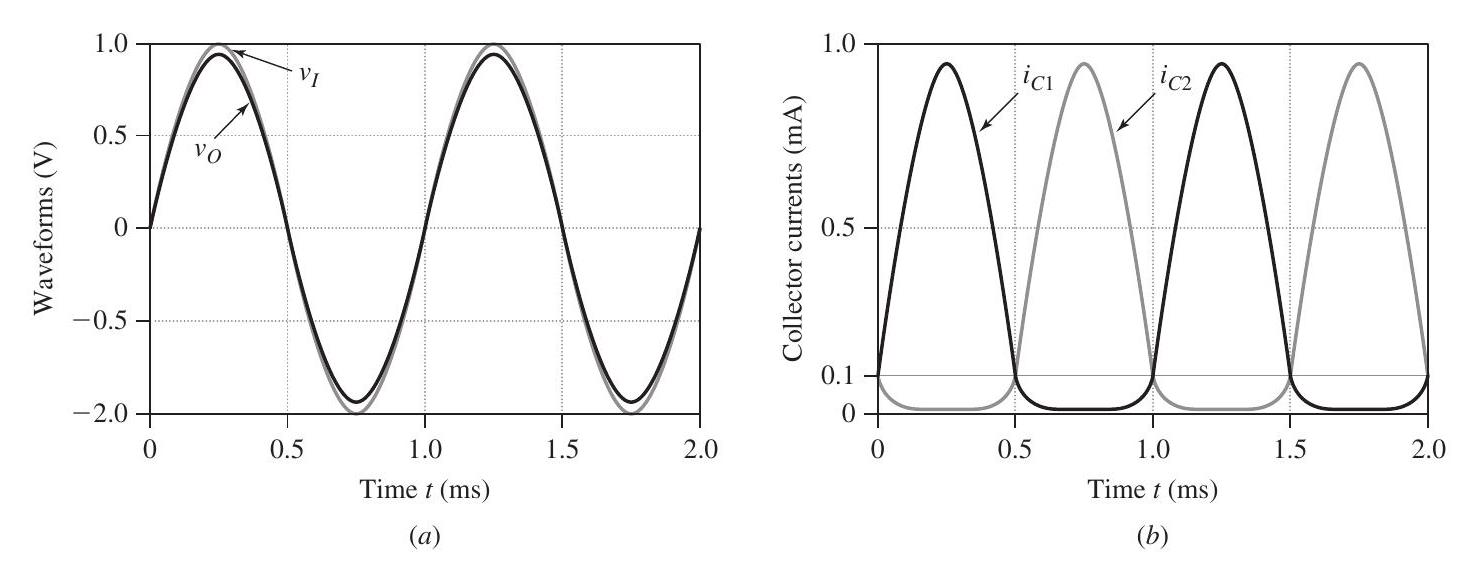 Waveforms (V)
1.0
0.5
0
−0.5
−2.0
v_I
v_O
0 0.5 1.0 1.5 2.0
Time t (ms)
(a)
Collector currents (mA)
1.0
0.5
0.1
0
i_C1
i_C2
0 0.5 1.0 1.5 2.0
Time t (ms)
(b)